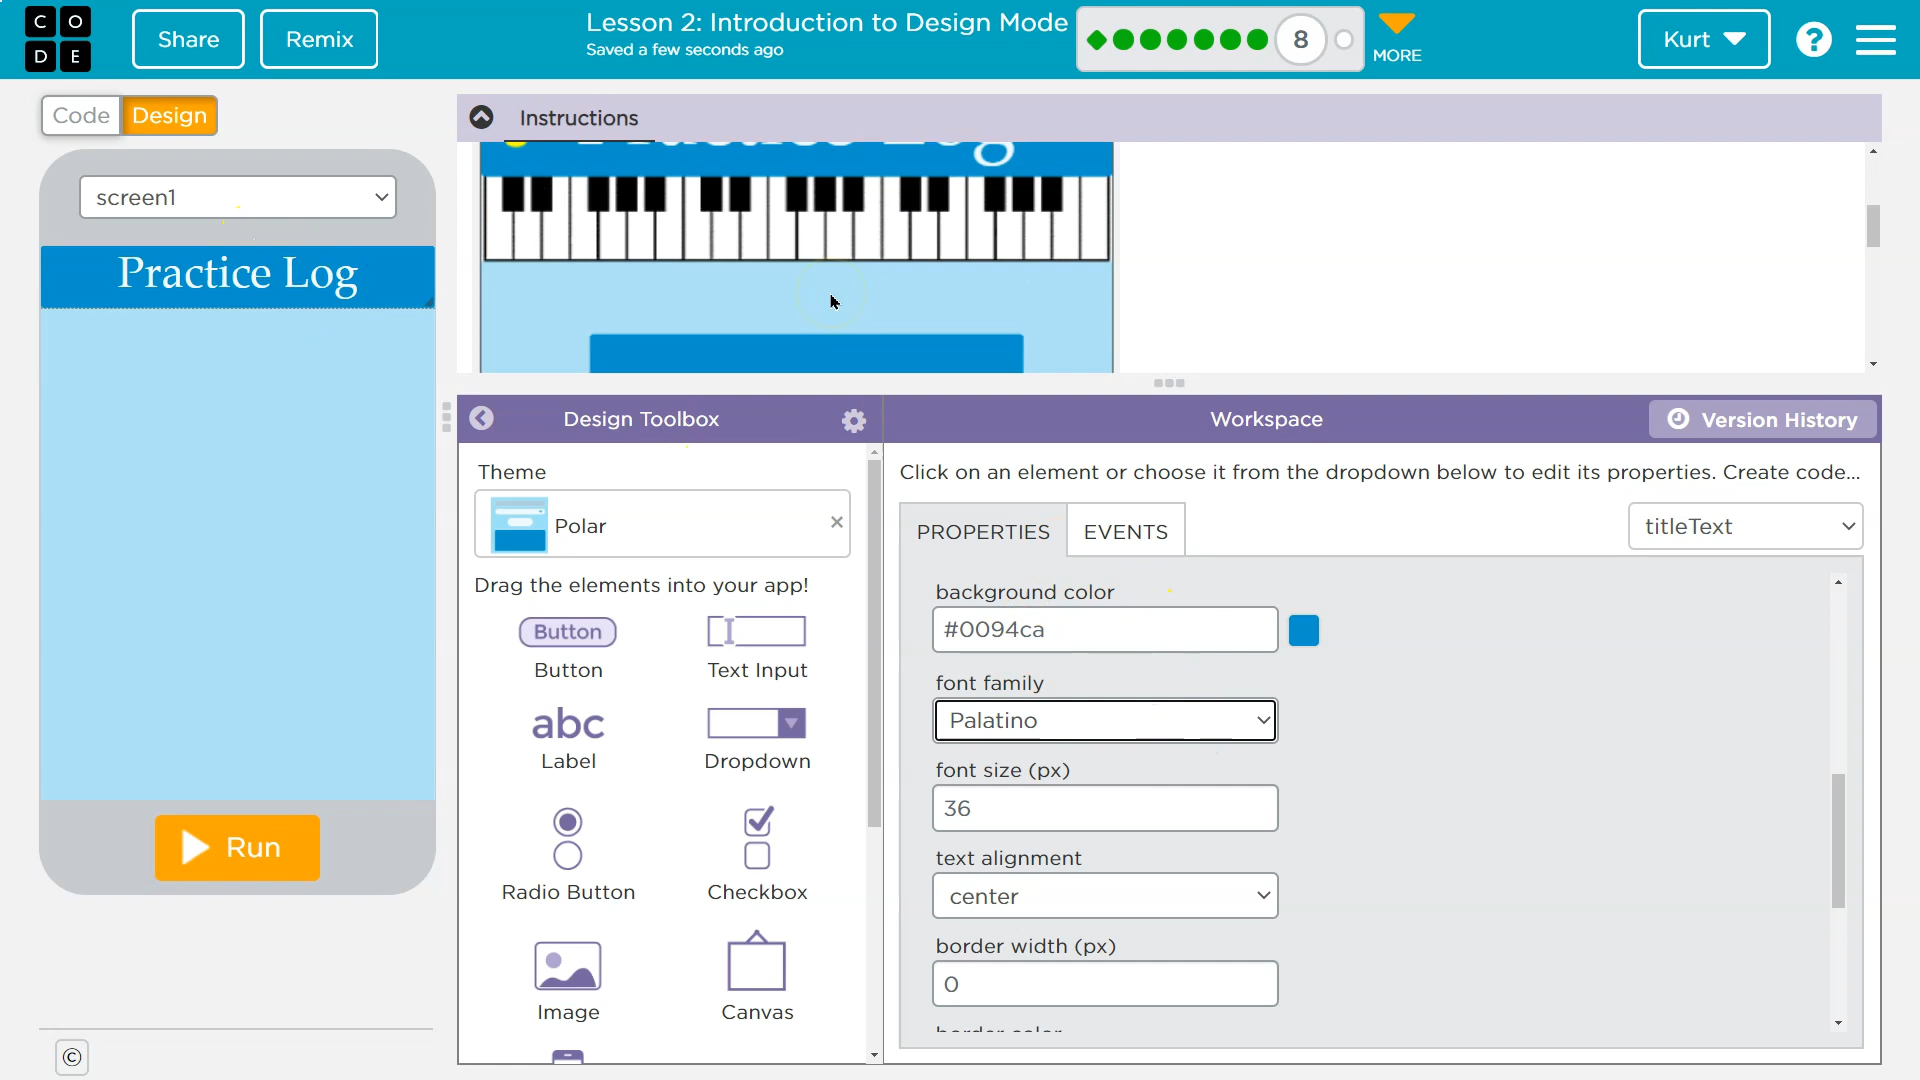 C O
D E
Share
Remix
Lesson 2: Introduction to Design Mode
Saved a few seconds ago
8
MORE
Kurt
?
Code
Design
Instructions
Practice Log
screen1
Practice Log
Run
©
Design Toolbox
Workspace
Version History
Theme
Polar
×
Drag the elements into your app!
Button
Button
Text Input
abc
Label
Dropdown
Radio Button
Checkbox
Image
Canvas
Click on an element or choose it from the dropdown below to edit its properties. Create code...
PROPERTIES
EVENTS
titleText
background color
#0094ca
font family
Palatino
font size (px)
36
text alignment
center
border width (px)
0
border color